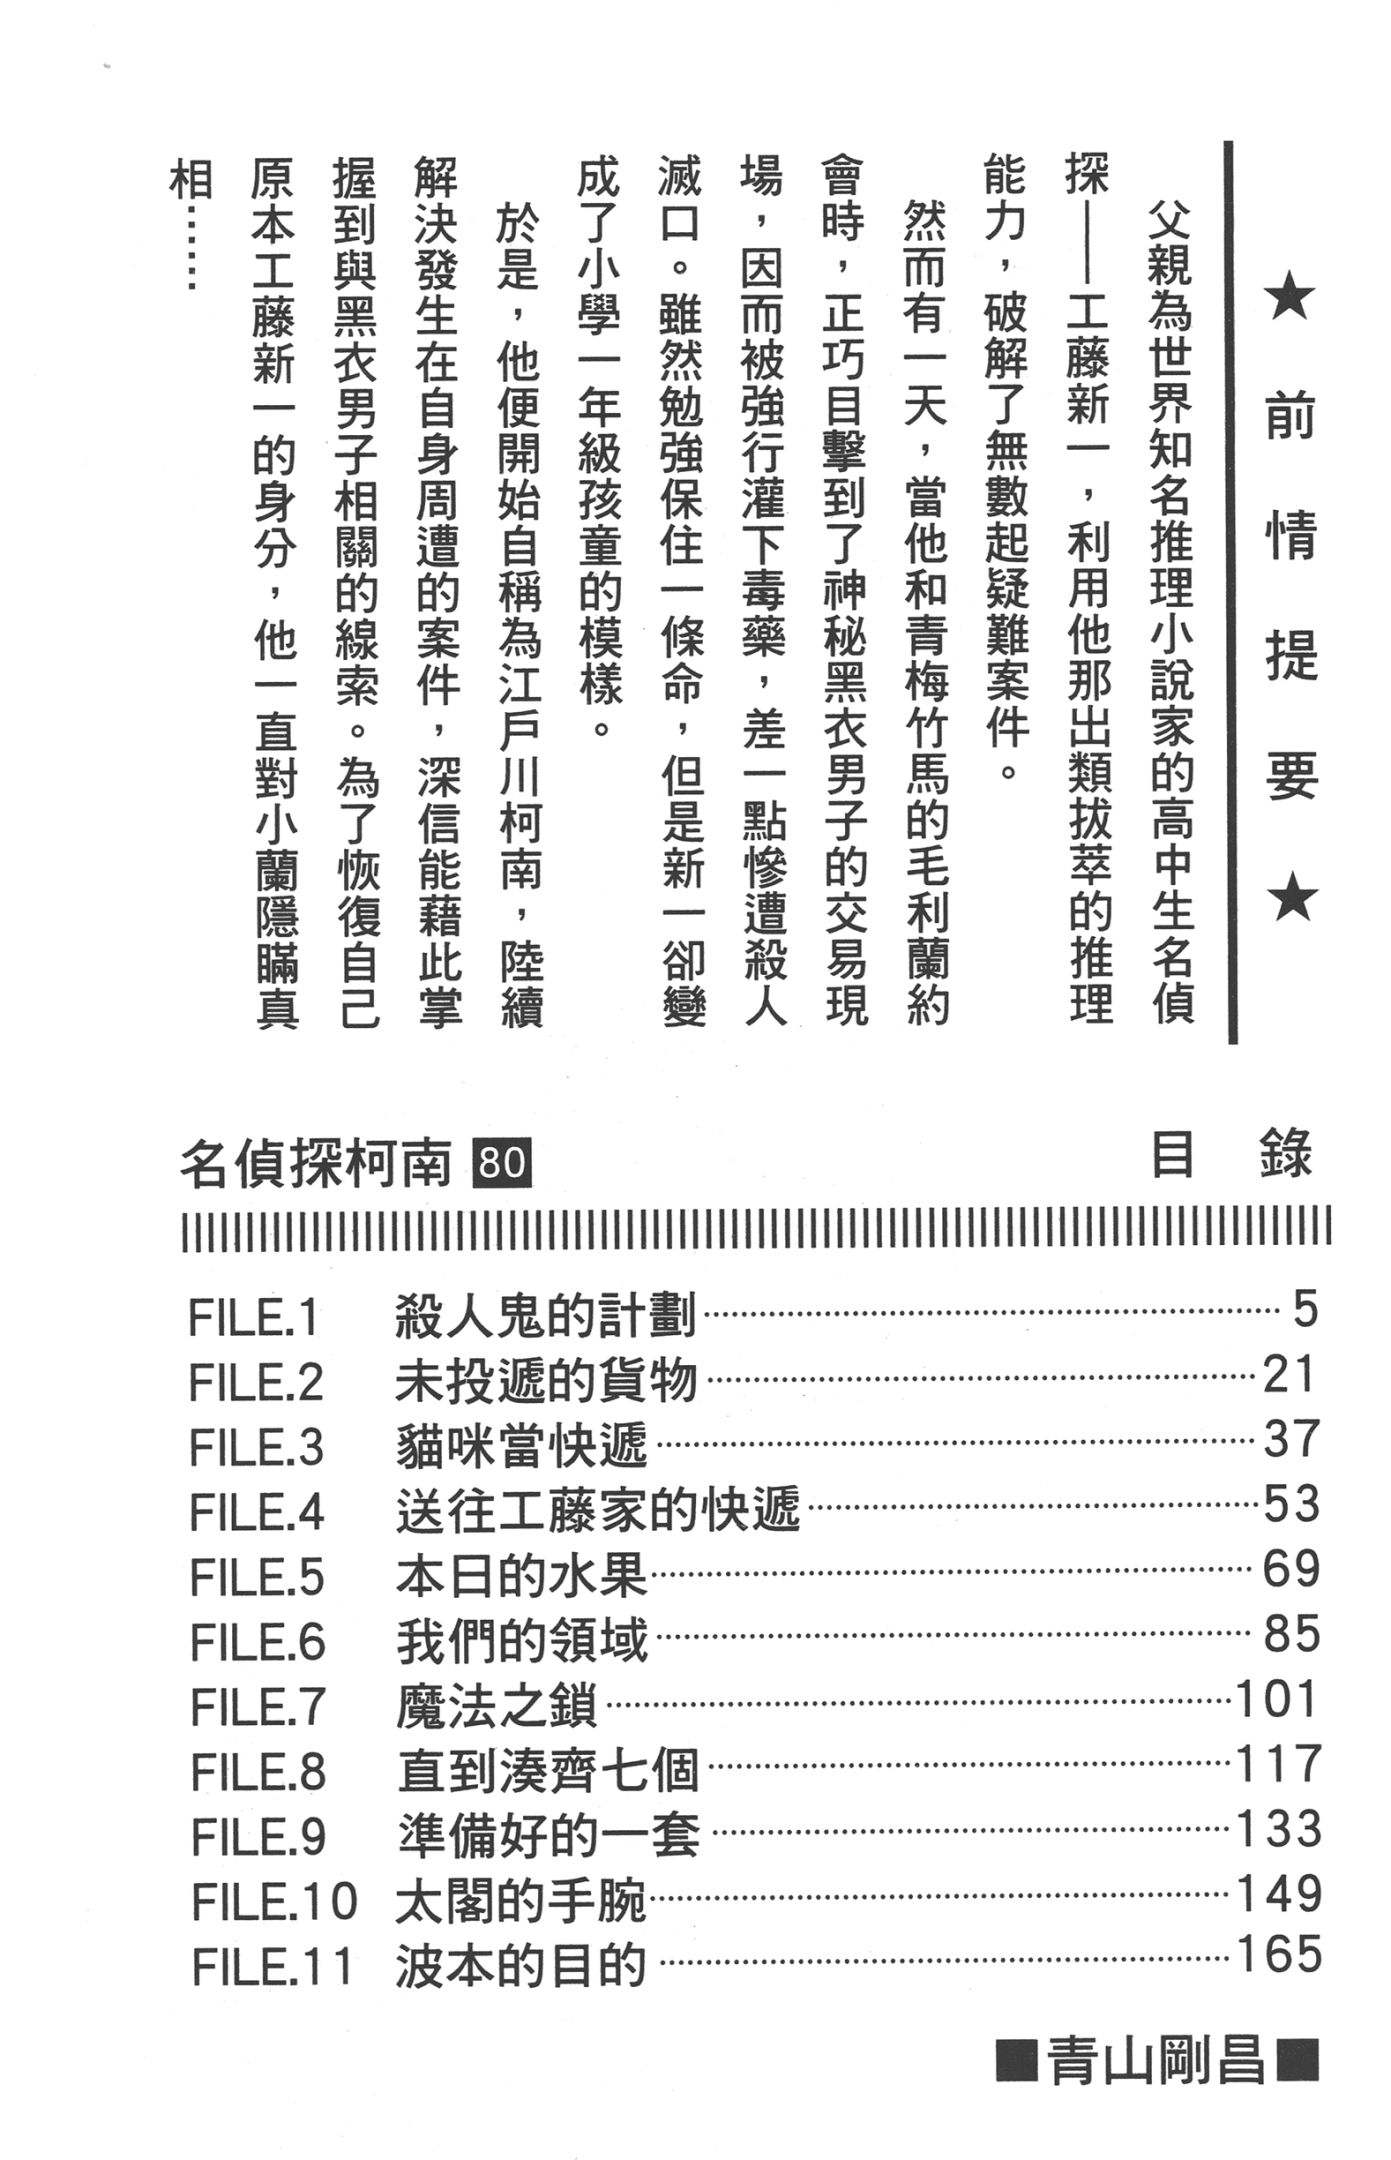 ★前情提要★
父親為世界知名推理小說家的高中生名偵
探——工藤新一，利用他那出類拔萃的推理
能力，破解了無數起疑難案件。
然而有一天，當他和青梅竹馬的毛利蘭約
會時，正巧目擊到了神秘黑衣男子的交易現
場，因而被強行灌下毒藥，差一點慘遭殺人
滅口。雖然勉強保住一條命，但是新一卻變
成了小學一年級孩童的模樣。
於是，他便開始自稱為江戶川柯南，陸續
解決發生在自身周遭的案件，深信能藉此掌
握到與黑衣男子相關的線索。為了恢復自己
原本工藤新一的身分，他一直對小蘭隱瞞真
相……
名偵探柯南 80 目 錄
FILE.1 殺人鬼的計劃 5
FILE.2 未投遞的貨物 21
FILE.3 貓咪當快遞 37
FILE.4 送往工藤家的快遞 53
FILE.5 本日的水果 69
FILE.6 我們的領域 85
FILE.7 魔法之鎖 101
FILE.8 直到湊齊七個 117
FILE.9 準備好的一套 133
FILE.10 太閣的手腕 149
FILE.11 波本的目的 165
■青山剛昌■